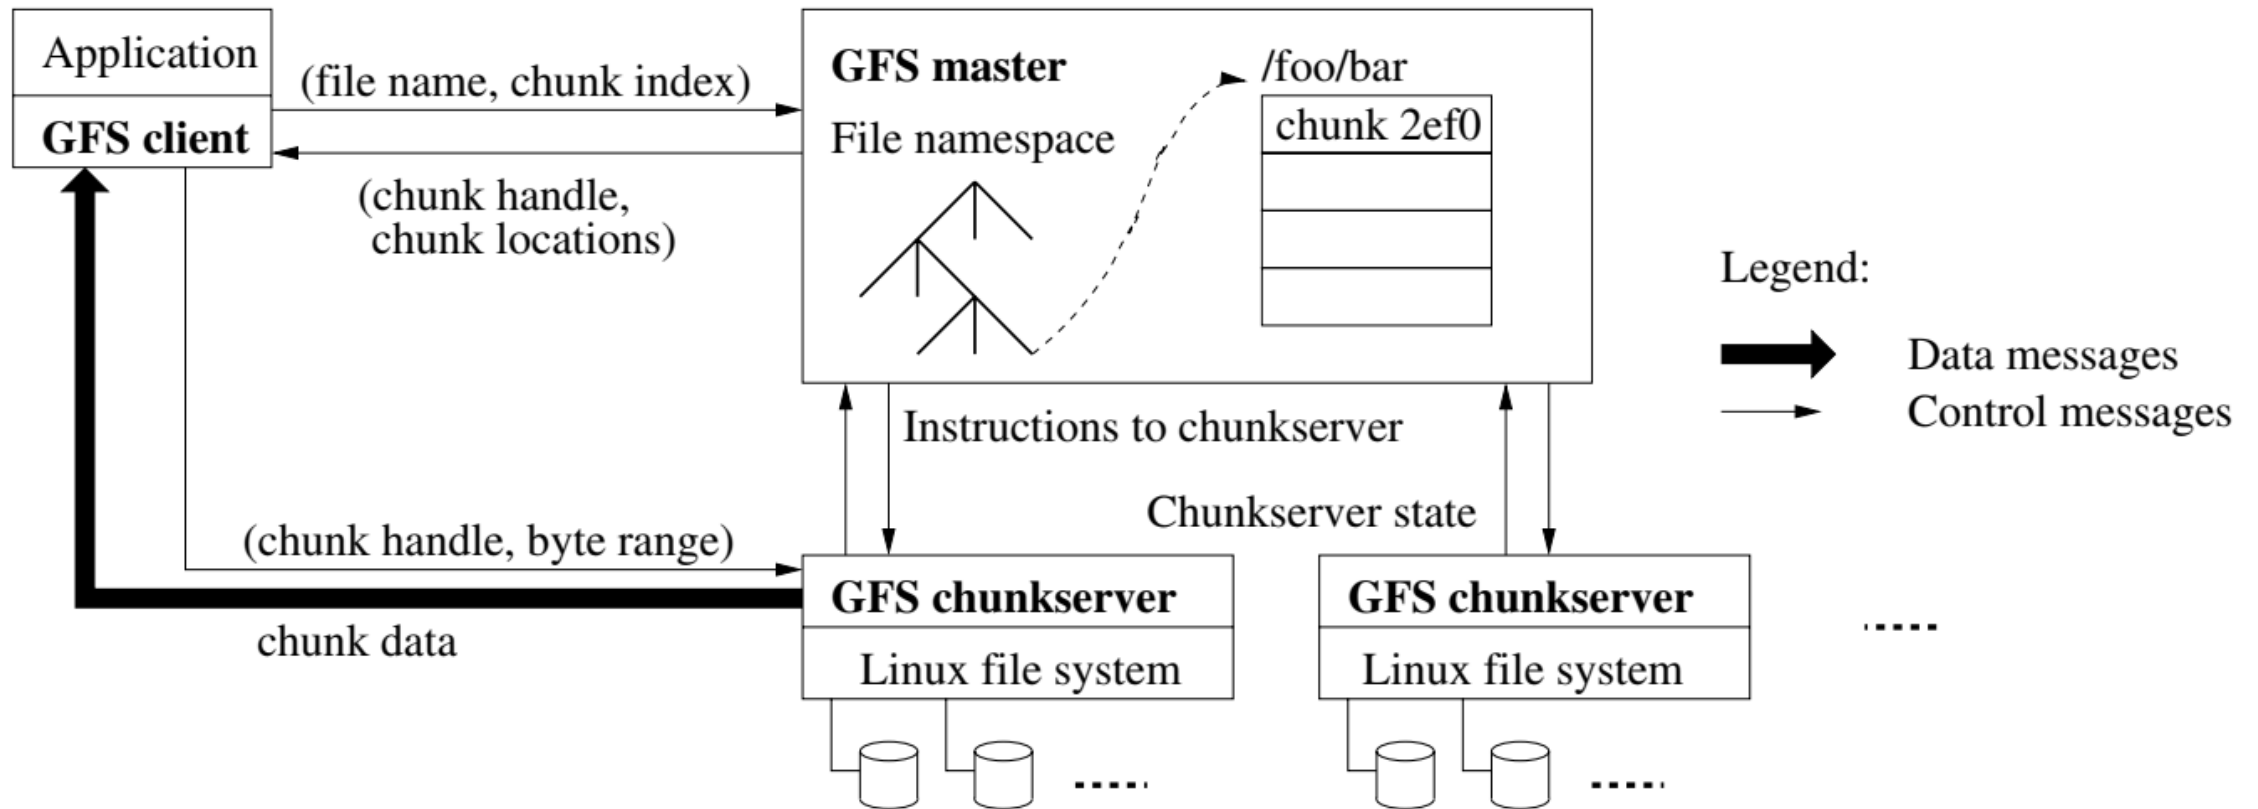 Application
GFS client
(file name, chunk index)
(chunk handle,
chunk locations)
GFS master
File namespace
/foo/bar
chunk 2ef0
Legend:
Data messages
Control messages
Instructions to chunkserver
Chunkserver state
(chunk handle, byte range)
chunk data
GFS chunkserver
Linux file system
GFS chunkserver
Linux file system